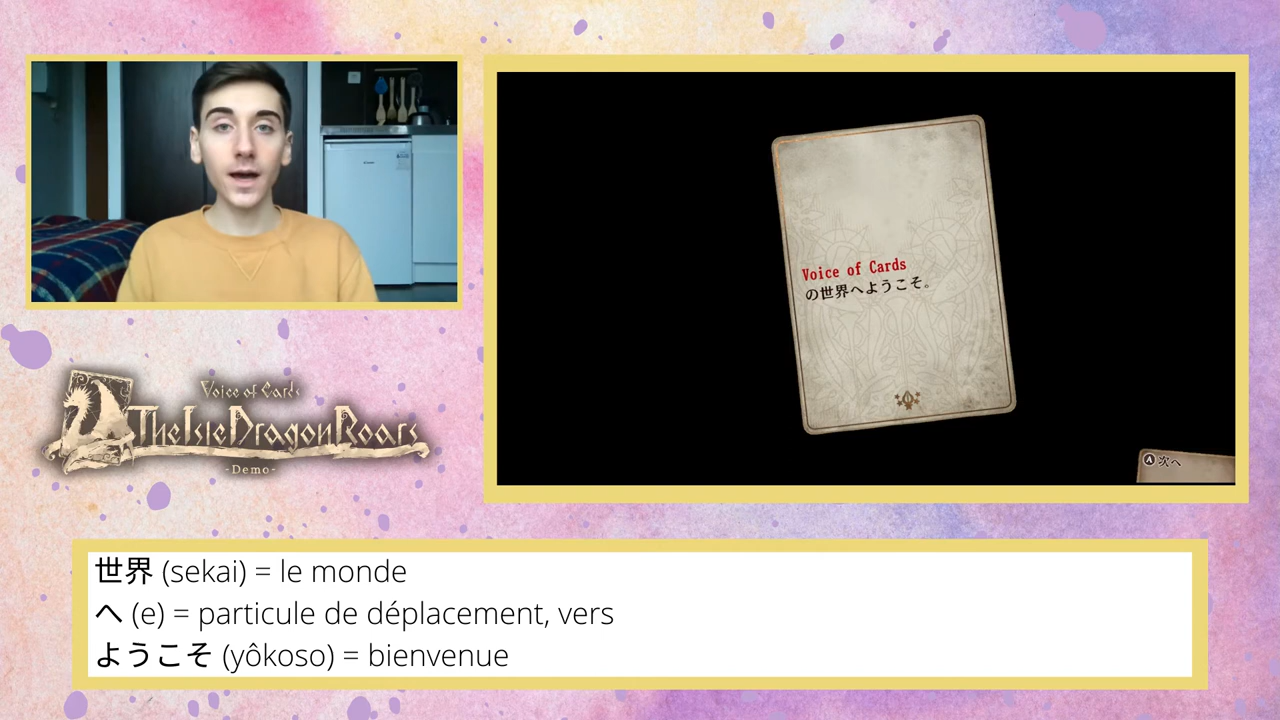 Voice of Cards
の世界へようこそ。
A 次へ
Voice of Cards
The Isle Dragon Roars
-Demo-
世界 (sekai) = le monde
へ (e) = particule de déplacement, vers
ようこそ (yôkoso) = bienvenue